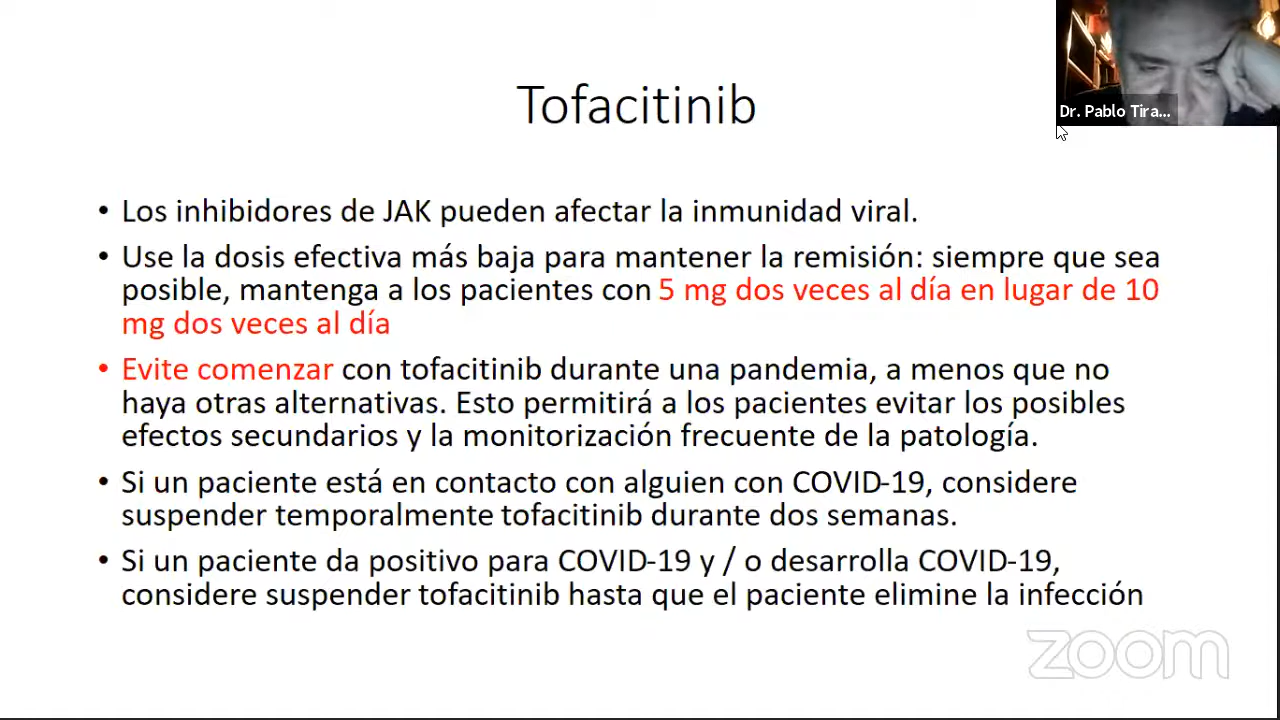 Tofacitinib
Dr. Pablo Tira...
• Los inhibidores de JAK pueden afectar la inmunidad viral.
• Use la dosis efectiva más baja para mantener la remisión: siempre que sea
posible, mantenga a los pacientes con 5 mg dos veces al día en lugar de 10
mg dos veces al día
• Evite comenzar con tofacitinib durante una pandemia, a menos que no
haya otras alternativas. Esto permitirá a los pacientes evitar los posibles
efectos secundarios y la monitorización frecuente de la patología.
• Si un paciente está en contacto con alguien con COVID-19, considere
suspender temporalmente tofacitinib durante dos semanas.
• Si un paciente da positivo para COVID-19 y / o desarrolla COVID-19,
considere suspender tofacitinib hasta que el paciente elimine la infección
zoom